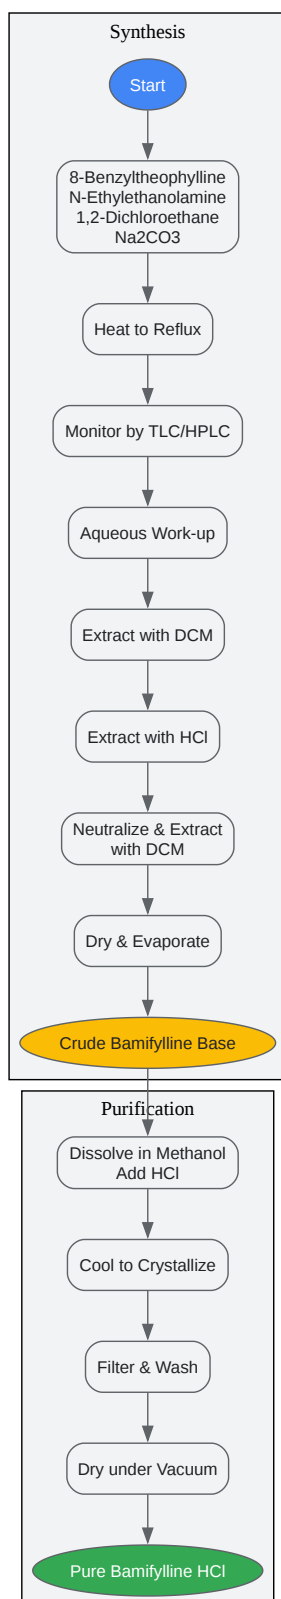 Synthesis
Start
8-Benzyltheophylline
N-Ethylethanolamine
1,2-Dichloroethane
Na2CO3
Heat to Reflux
Monitor by TLC/HPLC
Aqueous Work-up
Extract with DCM
Extract with HCl
Neutralize & Extract
with DCM
Dry & Evaporate
Crude Bamifylline Base
Purification
Dissolve in Methanol
Add HCl
Cool to Crystallize
Filter & Wash
Dry under Vacuum
Pure Bamifylline HCl